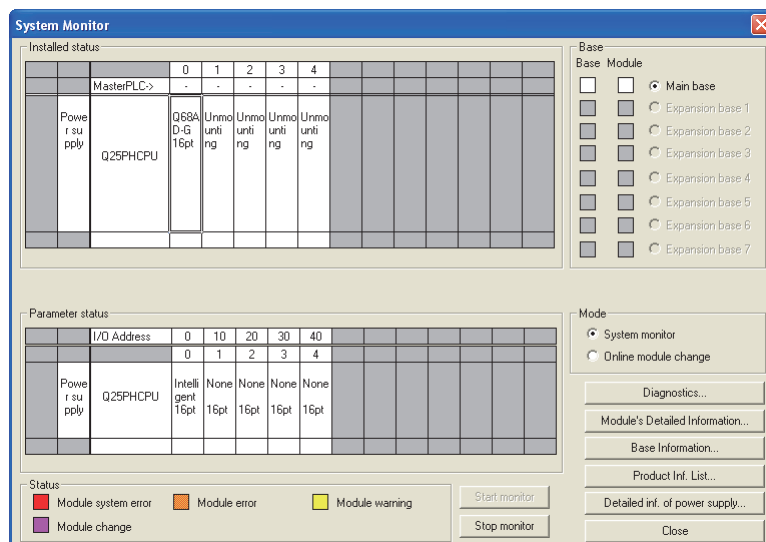 System Monitor
Installed status
0 1 2 3 4
MasterPLC-> - - - - -
Powe Q68A Unmo Unmo Unmo Unmo
r su D-G unti unti unti unti
pply 16pt ng ng ng ng
Q25PHCPU
Base
Base Module
Main base
Expansion base 1
Expansion base 2
Expansion base 3
Expansion base 4
Expansion base 5
Expansion base 6
Expansion base 7
Parameter status
I/O Address 0 10 20 30 40
0 1 2 3 4
Powe Intelli None None None None
r su Q25PHCPU gent
pply 16pt 16pt 16pt 16pt 16pt
Mode
System monitor
Online module change
Diagnostics...
Module's Detailed Information...
Base Information...
Product Inf. List...
Detailed inf. of power supply...
Close
Status
Module system error Module error Module warning
Module change
Start monitor
Stop monitor